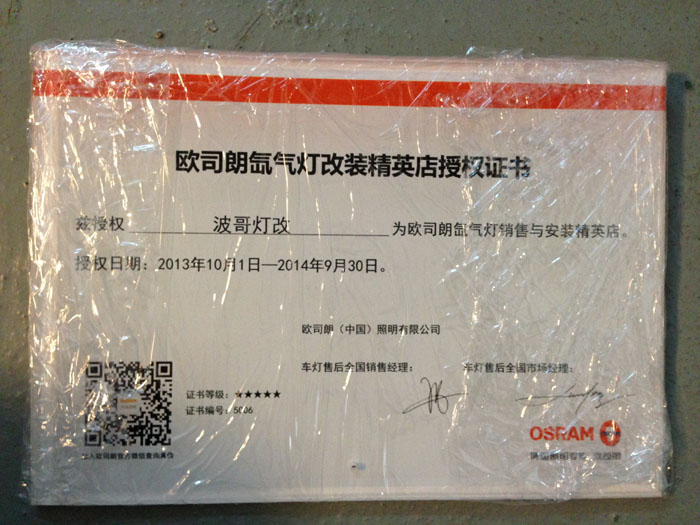 欧司朗氙气灯改装精英店授权证书
兹授权 波哥灯改 为欧司朗氙气灯销售与安装精英店。
授权日期：2013年10月1日—2014年9月30日。
欧司朗（中国）照明有限公司
车灯售后全国销售经理： 车灯售后全国市场经理：
证书等级：★★★★★
证书编号：5006
OSRAM